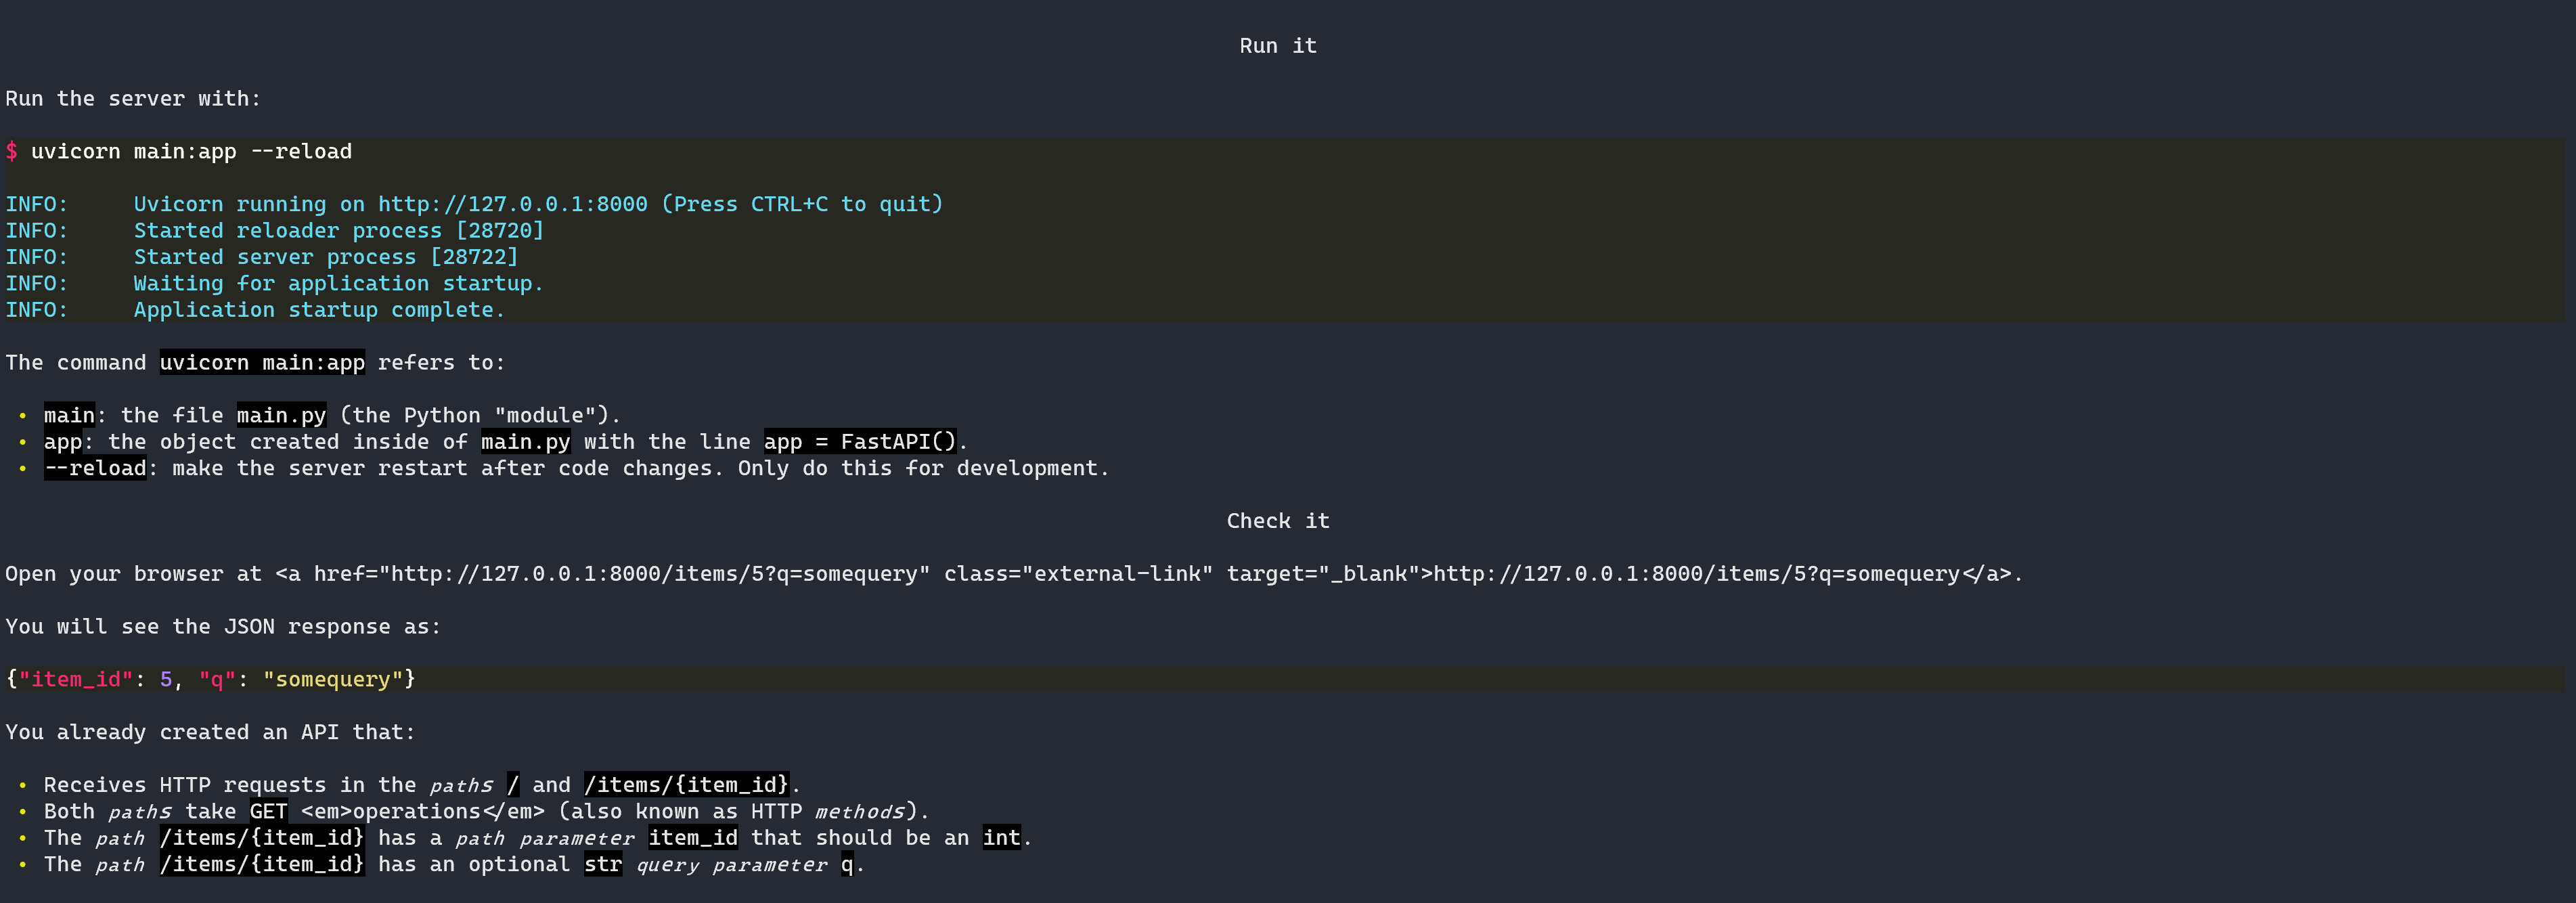 Run it
Run the server with:
$ uvicorn main:app --reload
INFO:     Uvicorn running on http://127.0.0.1:8000 (Press CTRL+C to quit)
INFO:     Started reloader process [28720]
INFO:     Started server process [28722]
INFO:     Waiting for application startup.
INFO:     Application startup complete.
The command uvicorn main:app refers to:
• main: the file main.py (the Python "module").
• app: the object created inside of main.py with the line app = FastAPI().
• --reload: make the server restart after code changes. Only do this for development.
Check it
Open your browser at <a href="http://127.0.0.1:8000/items/5?q=somequery" class="external-link" target="_blank">http://127.0.0.1:8000/items/5?q=somequery</a>.
You will see the JSON response as:
{"item_id": 5, "q": "somequery"}
You already created an API that:
• Receives HTTP requests in the paths / and /items/{item_id}.
• Both paths take GET <em>operations</em> (also known as HTTP methods).
• The path /items/{item_id} has a path parameter item_id that should be an int.
• The path /items/{item_id} has an optional str query parameter q.